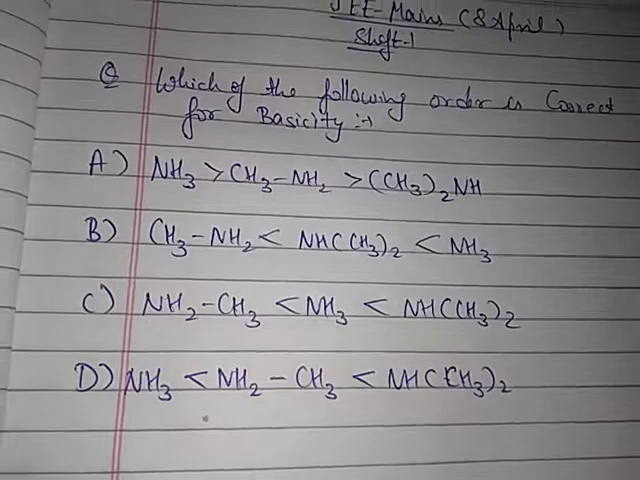 JEE-Mains (8 April)
Shift-1
Q Which of the following order is Correct
for Basicity :-
A) NH₃ > CH₃-NH₂ > (CH₃)₂NH
B) CH₃-NH₂ < NH(CH₃)₂ < NH₃
C) NH₂-CH₃ < NH₃ < NH(CH₃)₂
D) NH₃ < NH₂-CH₃ < NH(CH₃)₂